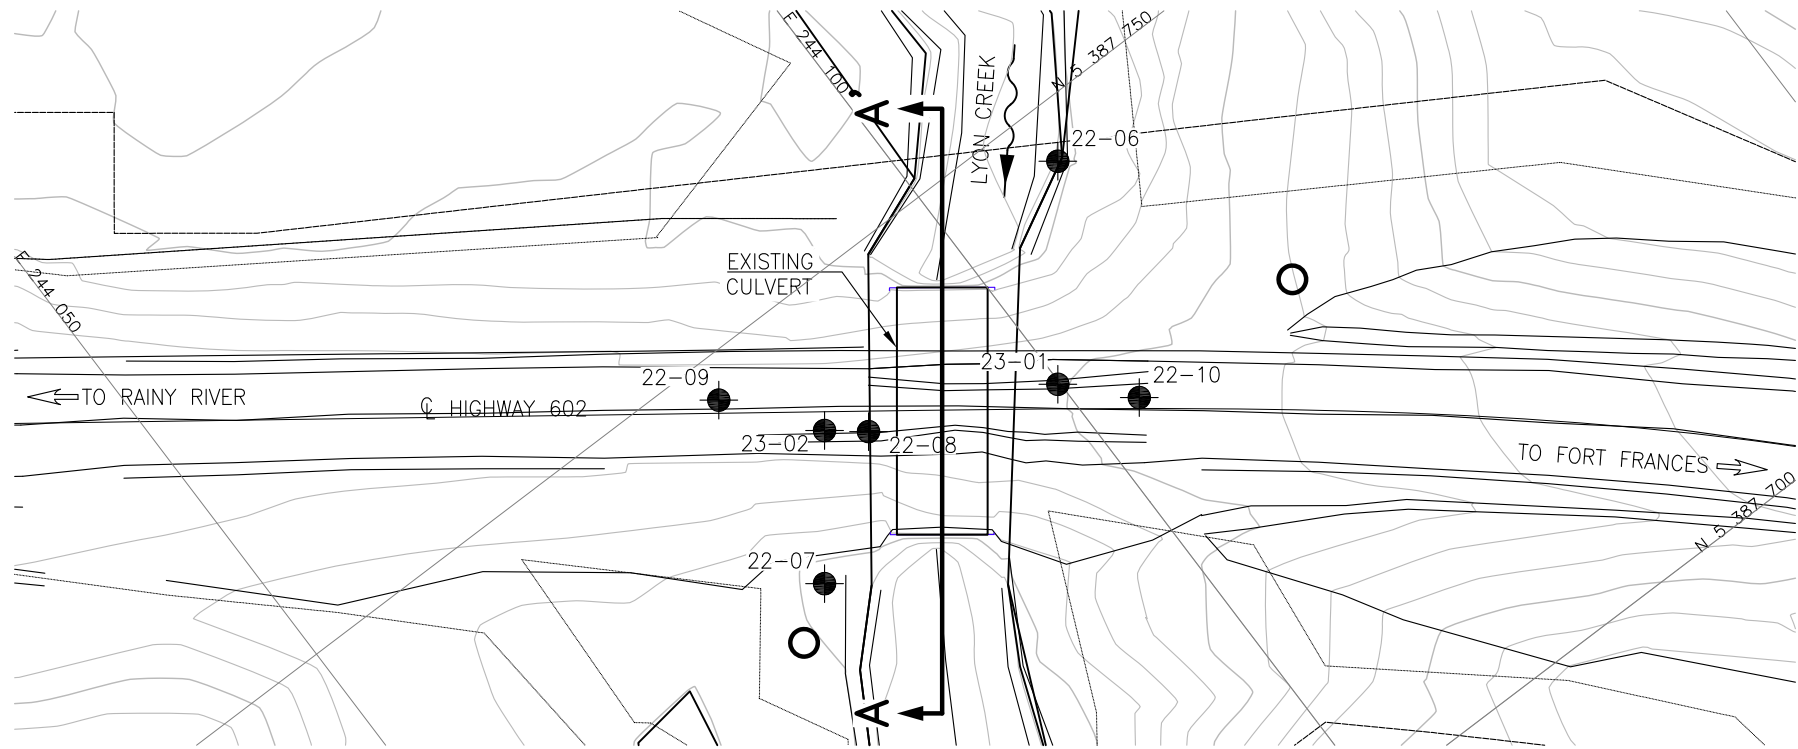 E 244 100
N 5 387 750
A
LYON CREEK
22-06
E 244 050
EXISTING
CULVERT
23-01
22-09
22-10
TO RAINY RIVER
℄ HIGHWAY 602
23-02
22-08
TO FORT FRANCES
N 5 387 700
22-07
A